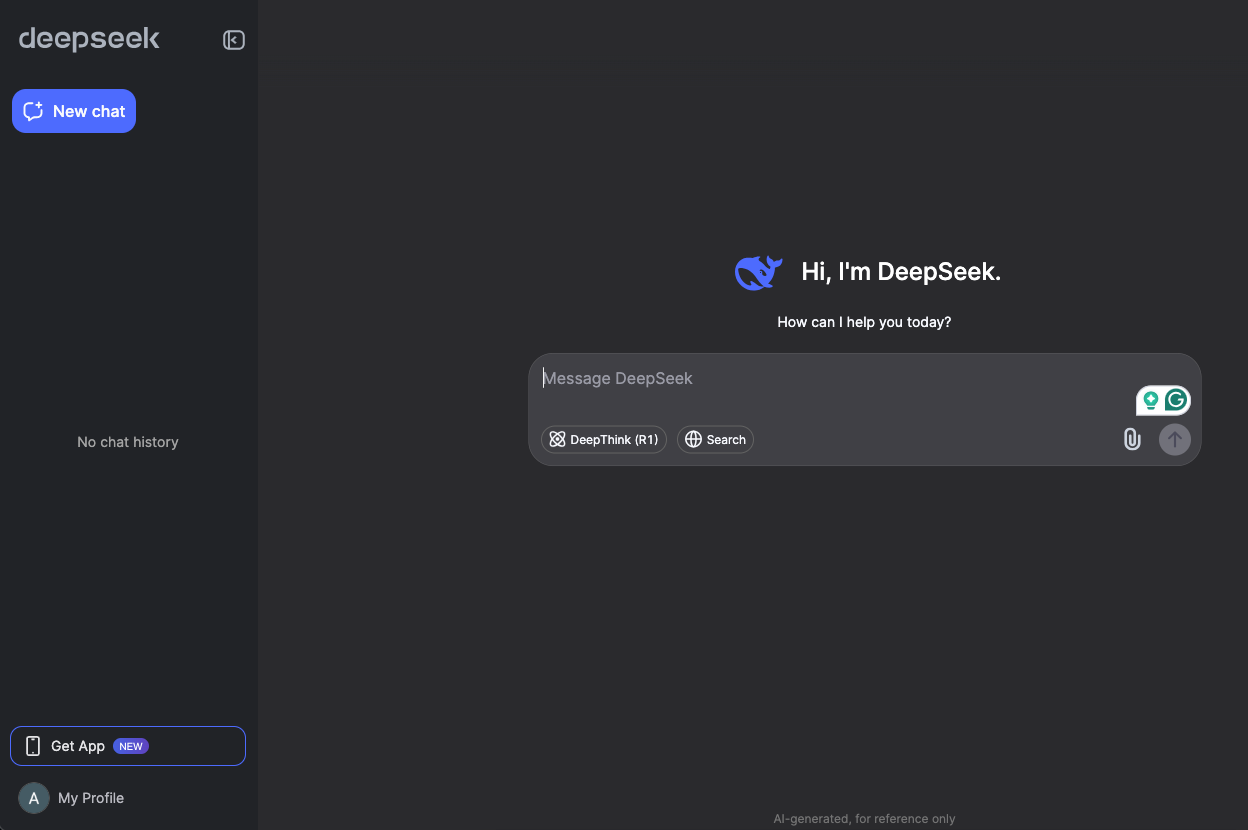 deepseek
New chat
No chat history
Get App NEW
A My Profile
Hi, I'm DeepSeek.
How can I help you today?
Message DeepSeek
DeepThink (R1) Search
AI-generated, for reference only